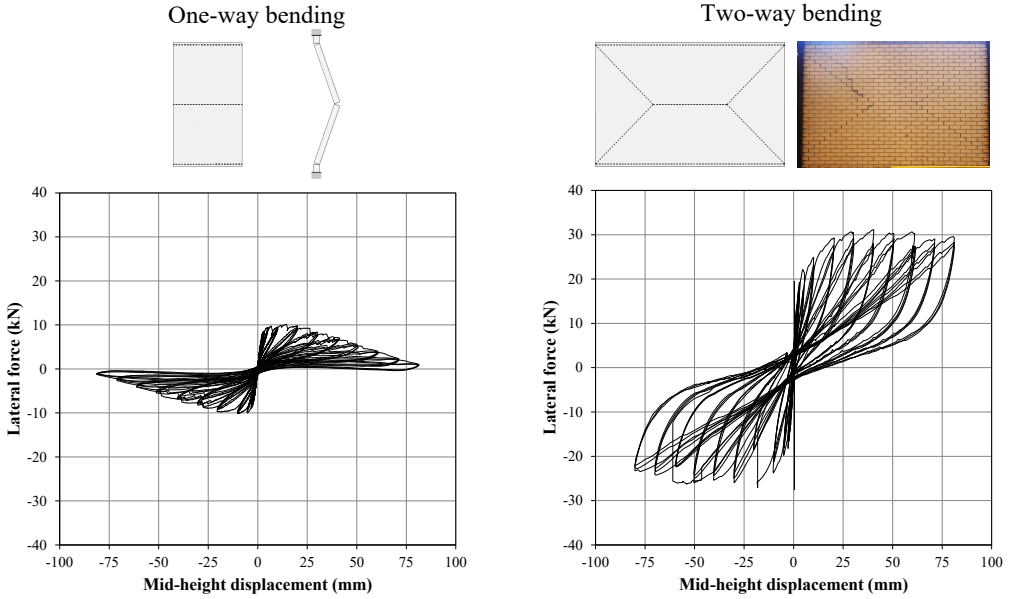 One-way bending
Two-way bending
40
30
20
10
0
-10
-20
-30
-40
Lateral force (kN)
-100 -75 -50 -25 0 25 50 75 100
Mid-height displacement (mm)
40
30
20
10
0
-10
-20
-30
-40
Lateral force (kN)
-100 -75 -50 -25 0 25 50 75 100
Mid-height displacement (mm)